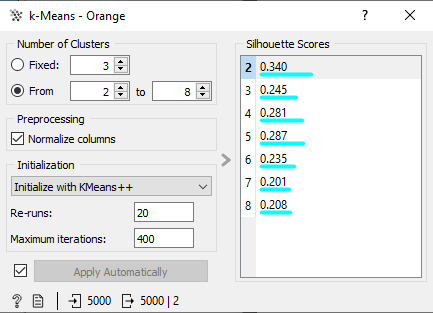 k-Means - Orange
Number of Clusters
Fixed: 3
From 2 to 8
Preprocessing
Normalize columns
Initialization
Initialize with KMeans++
Re-runs: 20
Maximum iterations: 400
Apply Automatically
? 5000 5000 | 2
Silhouette Scores
2 0.340
3 0.245
4 0.281
5 0.287
6 0.235
7 0.201
8 0.208